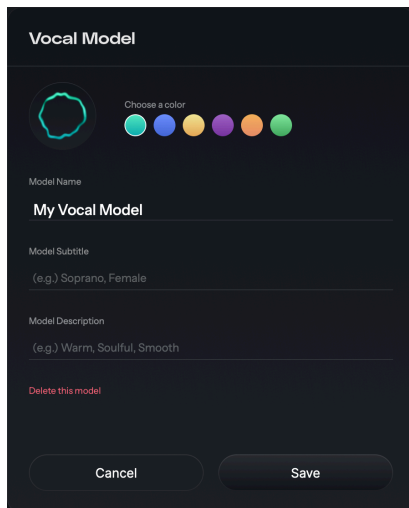 Vocal Model
Choose a color
Model Name
My Vocal Model
Model Subtitle
(e.g.) Soprano, Female
Model Description
(e.g.) Warm, Soulful, Smooth
Delete this model
Cancel
Save